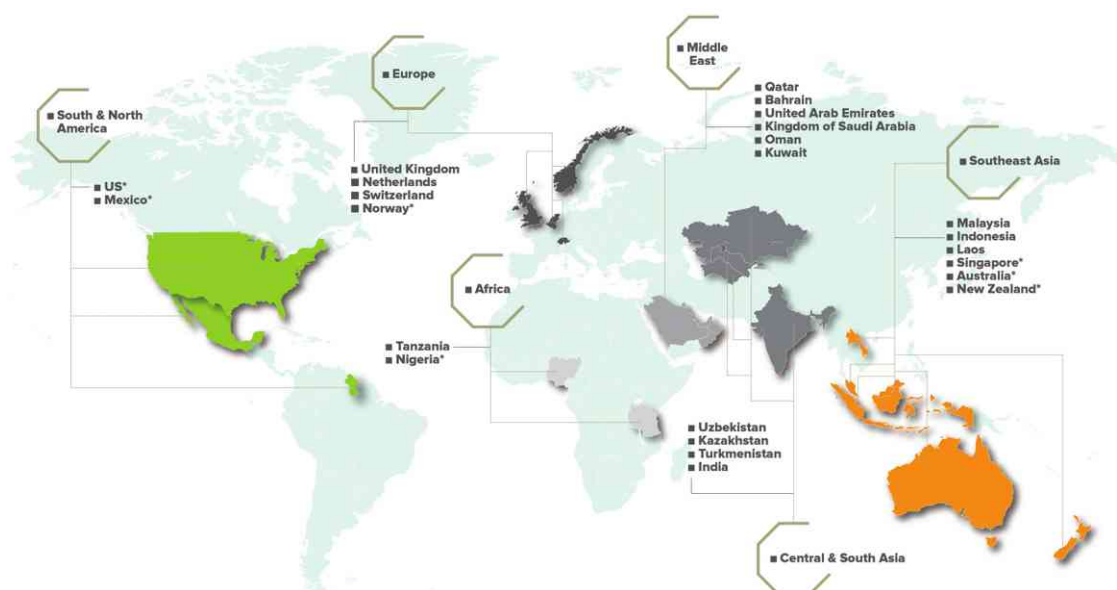 South & North
America
US*
Mexico*
Europe
United Kingdom
Netherlands
Switzerland
Norway*
Africa
Tanzania
Nigeria*
Middle
East
Qatar
Bahrain
United Arab Emirates
Kingdom of Saudi Arabia
Oman
Kuwait
Southeast Asia
Malaysia
Indonesia
Laos
Singapore*
Australia*
New Zealand*
Uzbekistan
Kazakhstan
Turkmenistan
India
Central & South Asia